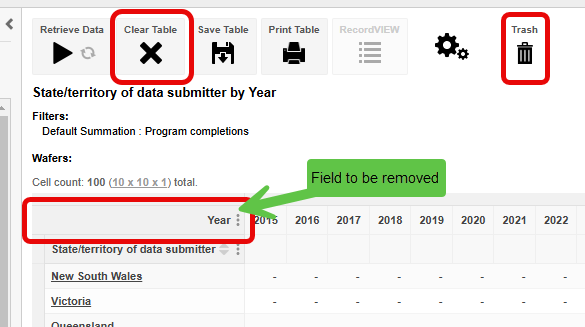 Retrieve Data Clear Table Save Table Print Table RecordVIEW Trash
State/territory of data submitter by Year
Filters:
Default Summation : Program completions
Wafers:
Field to be removed
Cell count: 100 (10 x 10 x 1) total.
Year 2015 2016 2017 2018 2019 2020 2021 2022
State/territory of data submitter
New South Wales - - - - - - - -
Victoria - - - - - - - -
Queensland